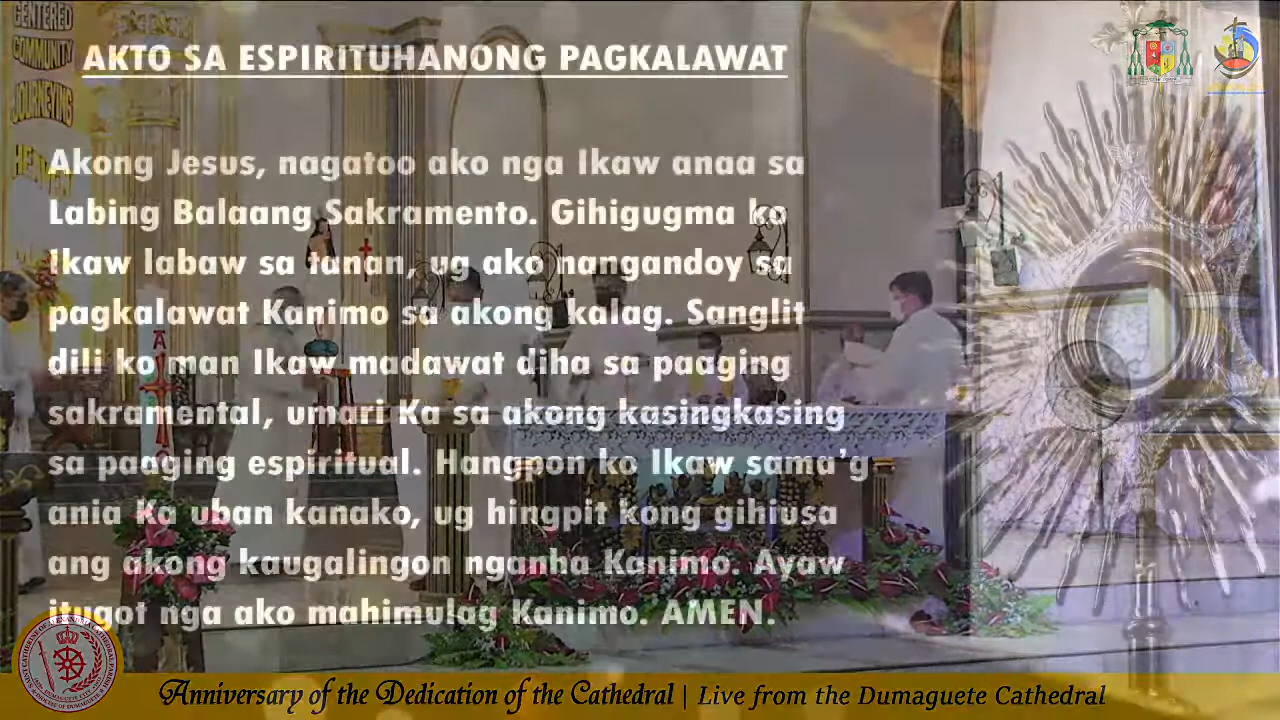 CENTERED
COMMUNITY
JOURNEYING
AKTO SA ESPIRITUHANONG PAGKALAWAT
Akong Jesus, nagatoo ako nga Ikaw anaa sa
Labing Balaang Sakramento. Gihigugma ko
Ikaw labaw sa tanan, ug ako nangandoy sa
pagkalawat Kanimo sa akong kalag. Sanglit
dili ko man Ikaw madawat diha sa paaging
sakramental, umari Ka sa akong kasingkasing
sa paaging espiritual. Hangpon ko Ikaw sama'g
ania Ka uban kanako, ug hingpit kong gihiusa
ang akong kaugalingon nganha Kanimo. Ayaw
itugot nga ako mahimulag Kanimo. AMEN.
Anniversary of the Dedication of the Cathedral | Live from the Dumaguete Cathedral